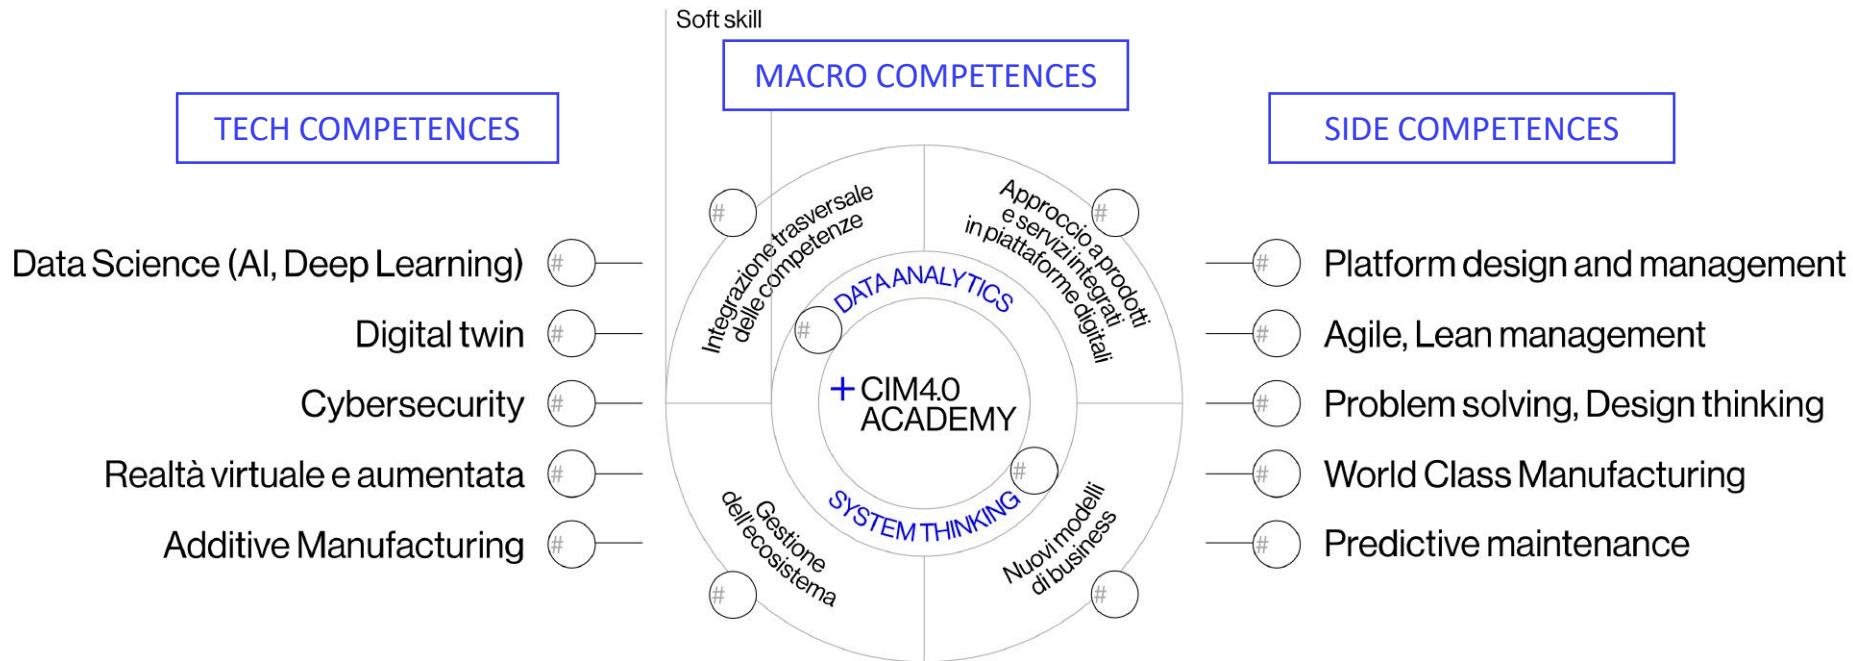 Soft skill
MACRO COMPETENCES
TECH COMPETENCES
SIDE COMPETENCES
Data Science (AI, Deep Learning) #
Digital twin #
Cybersecurity #
Realtà virtuale e aumentata #
Additive Manufacturing #
#
Integrazione trasversale
delle competenze
#
Approccio a prodotti
e servizi integrati
in piattaforme digitali
DATA ANALYTICS
#
+ CIM4.0
ACADEMY
#
SYSTEM THINKING
Gestione
dell'ecosistema
#
Nuovi modelli
di business
#
# Platform design and management
# Agile, Lean management
# Problem solving, Design thinking
# World Class Manufacturing
# Predictive maintenance